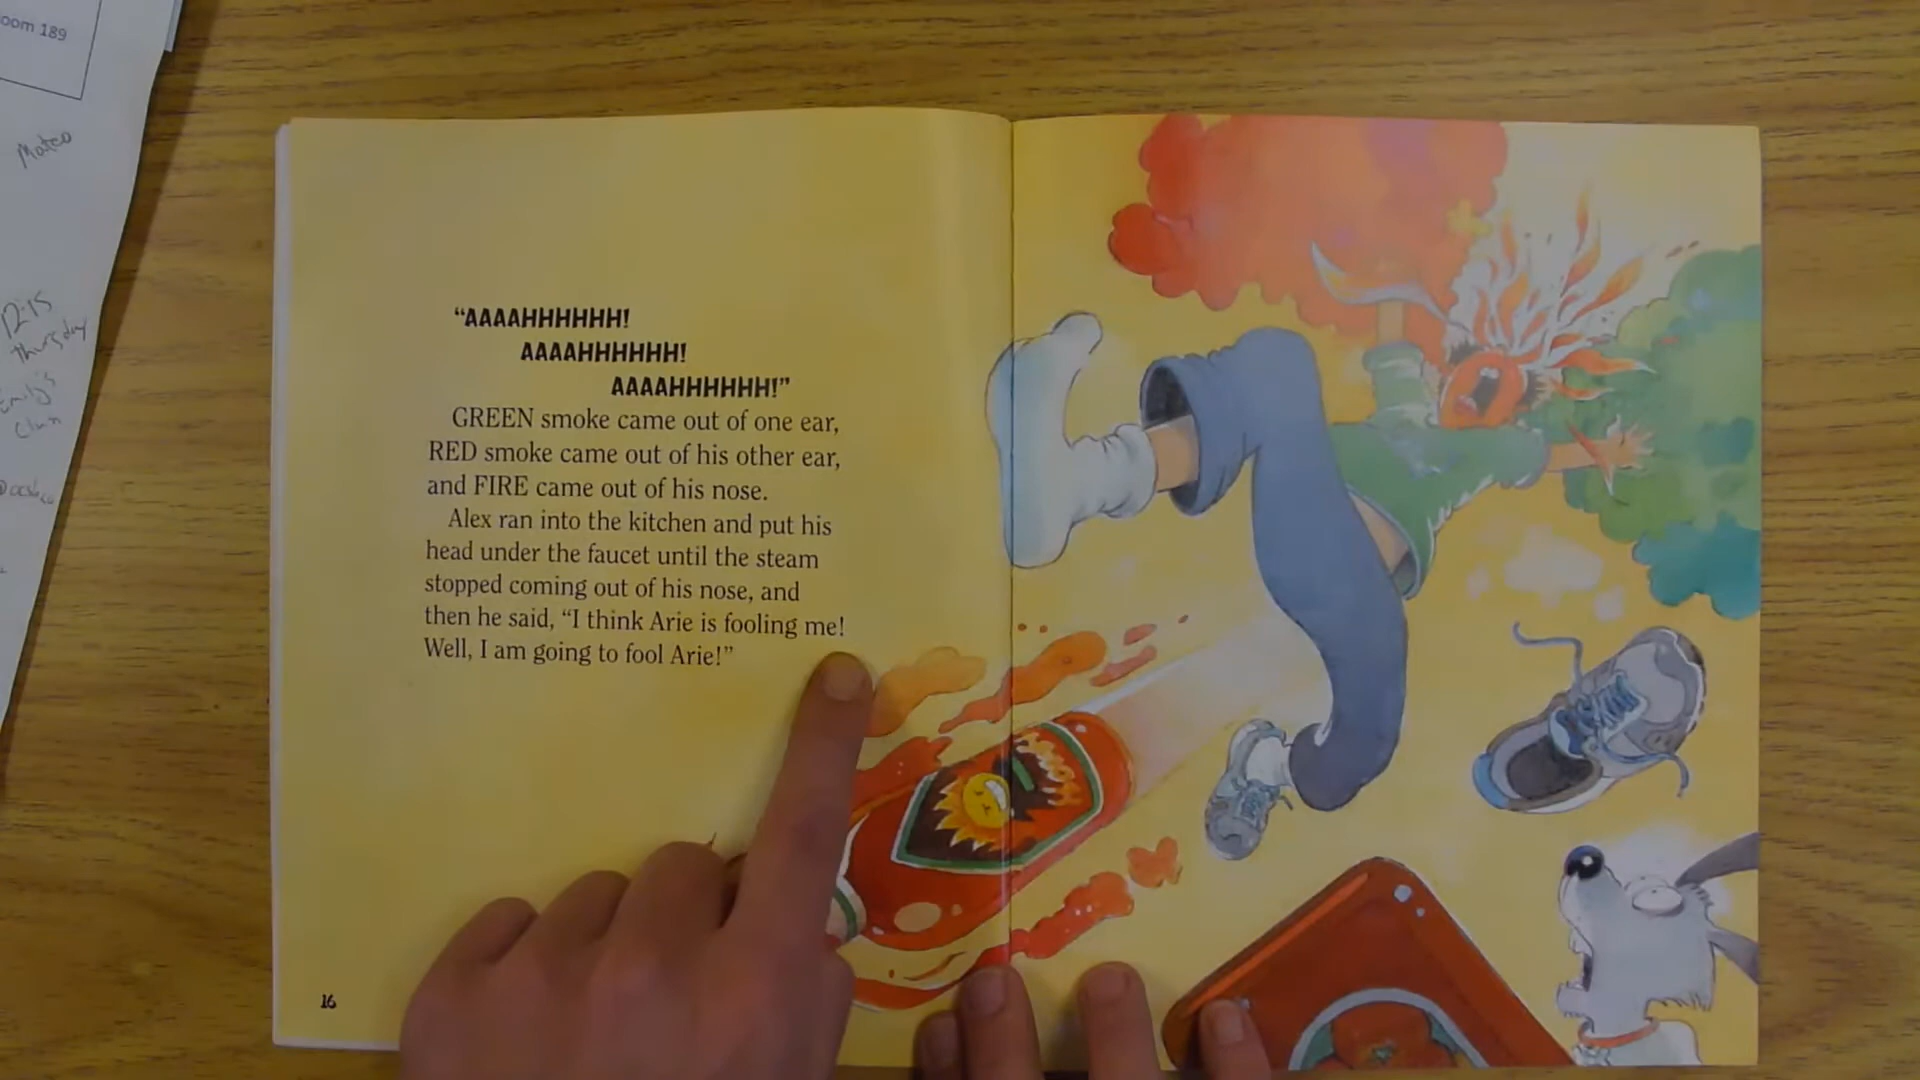 oom 189
Mateo
12:15
Thursday
Emily's
Class
“AAAAHHHHHH!
AAAAHHHHHH!
AAAAHHHHHH!”
GREEN smoke came out of one ear,
RED smoke came out of his other ear,
and FIRE came out of his nose.
Alex ran into the kitchen and put his
head under the faucet until the steam
stopped coming out of his nose, and
then he said, “I think Arie is fooling me!
Well, I am going to fool Arie!”
16